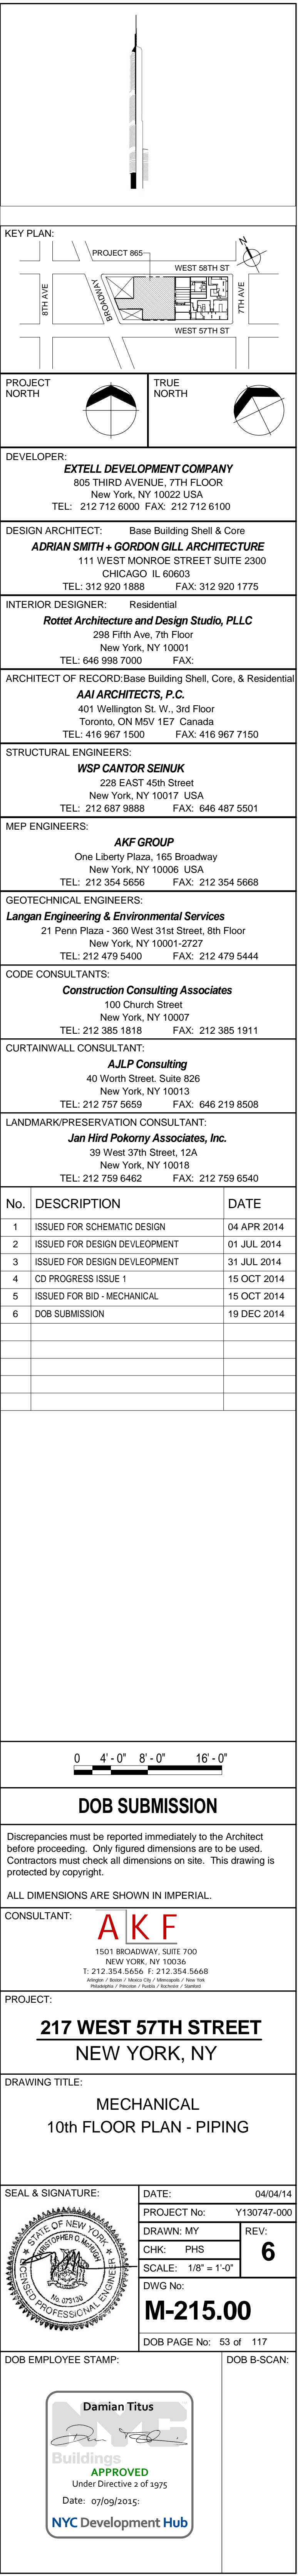 KEY PLAN:
PROJECT 865
N
WEST 58TH ST
8TH AVE
BROADWAY
7TH AVE
WEST 57TH ST
PROJECT NORTH
TRUE NORTH
DEVELOPER:
EXTELL DEVELOPMENT COMPANY
805 THIRD AVENUE, 7TH FLOOR
New York, NY 10022 USA
TEL: 212 712 6000 FAX: 212 712 6100
DESIGN ARCHITECT: Base Building Shell & Core
ADRIAN SMITH + GORDON GILL ARCHITECTURE
111 WEST MONROE STREET SUITE 2300
CHICAGO IL 60603
TEL: 312 920 1888 FAX: 312 920 1775
INTERIOR DESIGNER: Residential
Rottet Architecture and Design Studio, PLLC
298 Fifth Ave, 7th Floor
New York, NY 10001
TEL: 646 998 7000 FAX:
ARCHITECT OF RECORD:Base Building Shell, Core, & Residential
AAI ARCHITECTS, P.C.
401 Wellington St. W., 3rd Floor
Toronto, ON M5V 1E7 Canada
TEL: 416 967 1500 FAX: 416 967 7150
STRUCTURAL ENGINEERS:
WSP CANTOR SEINUK
228 EAST 45th Street
New York, NY 10017 USA
TEL: 212 687 9888 FAX: 646 487 5501
MEP ENGINEERS:
AKF GROUP
One Liberty Plaza, 165 Broadway
New York, NY 10006 USA
TEL: 212 354 5656 FAX: 212 354 5668
GEOTECHNICAL ENGINEERS:
Langan Engineering & Environmental Services
21 Penn Plaza - 360 West 31st Street, 8th Floor
New York, NY 10001-2727
TEL: 212 479 5400 FAX: 212 479 5444
CODE CONSULTANTS:
Construction Consulting Associates
100 Church Street
New York, NY 10007
TEL: 212 385 1818 FAX: 212 385 1911
CURTAINWALL CONSULTANT:
AJLP Consulting
40 Worth Street. Suite 826
New York, NY 10013
TEL: 212 757 5659 FAX: 646 219 8508
LANDMARK/PRESERVATION CONSULTANT:
Jan Hird Pokorny Associates, Inc.
39 West 37th Street, 12A
New York, NY 10018
TEL: 212 759 6462 FAX: 212 759 6540
No. DESCRIPTION DATE
1 ISSUED FOR SCHEMATIC DESIGN 04 APR 2014
2 ISSUED FOR DESIGN DEVLEOPMENT 01 JUL 2014
3 ISSUED FOR DESIGN DEVLEOPMENT 31 JUL 2014
4 CD PROGRESS ISSUE 1 15 OCT 2014
5 ISSUED FOR BID - MECHANICAL 15 OCT 2014
6 DOB SUBMISSION 19 DEC 2014
0 4' - 0" 8' - 0" 16' - 0"
DOB SUBMISSION
Discrepancies must be reported immediately to the Architect
before proceeding. Only figured dimensions are to be used.
Contractors must check all dimensions on site. This drawing is
protected by copyright.
ALL DIMENSIONS ARE SHOWN IN IMPERIAL.
CONSULTANT:
AKF
1501 BROADWAY, SUITE 700
NEW YORK, NY 10036
T: 212.354.5656 F: 212.354.5668
Arlington / Boston / Mexico City / Minneapolis / New York
Philadelphia / Princeton / Puebla / Rochester / Stamford
PROJECT:
217 WEST 57TH STREET
NEW YORK, NY
DRAWING TITLE:
MECHANICAL
10th FLOOR PLAN - PIPING
SEAL & SIGNATURE:
STATE OF NEW YORK
CHRISTOPHER O. McHUGH
No. 073130
LICENSED PROFESSIONAL ENGINEER
DATE: 04/04/14
PROJECT No: Y130747-000
DRAWN: MY
REV:
6
CHK: PHS
SCALE: 1/8" = 1'-0"
DWG No:
M-215.00
DOB PAGE No: 53 of 117
DOB EMPLOYEE STAMP:
DOB B-SCAN:
NYC
Damian Titus
Buildings
APPROVED
Under Directive 2 of 1975
Date: 07/09/2015:
NYC Development Hub